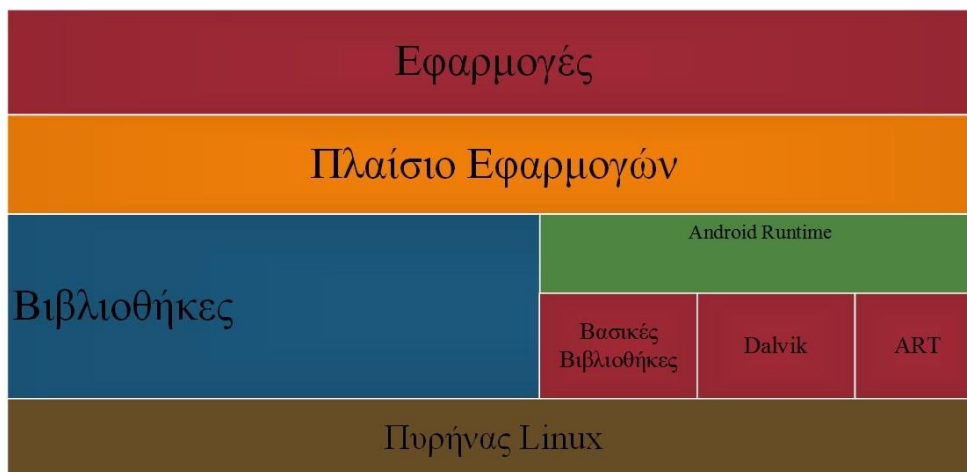 Εφαρμογές
Πλαίσιο Εφαρμογών
Βιβλιοθήκες
Android Runtime
Βασικές
Βιβλιοθήκες
Dalvik
ART
Πυρήνας Linux